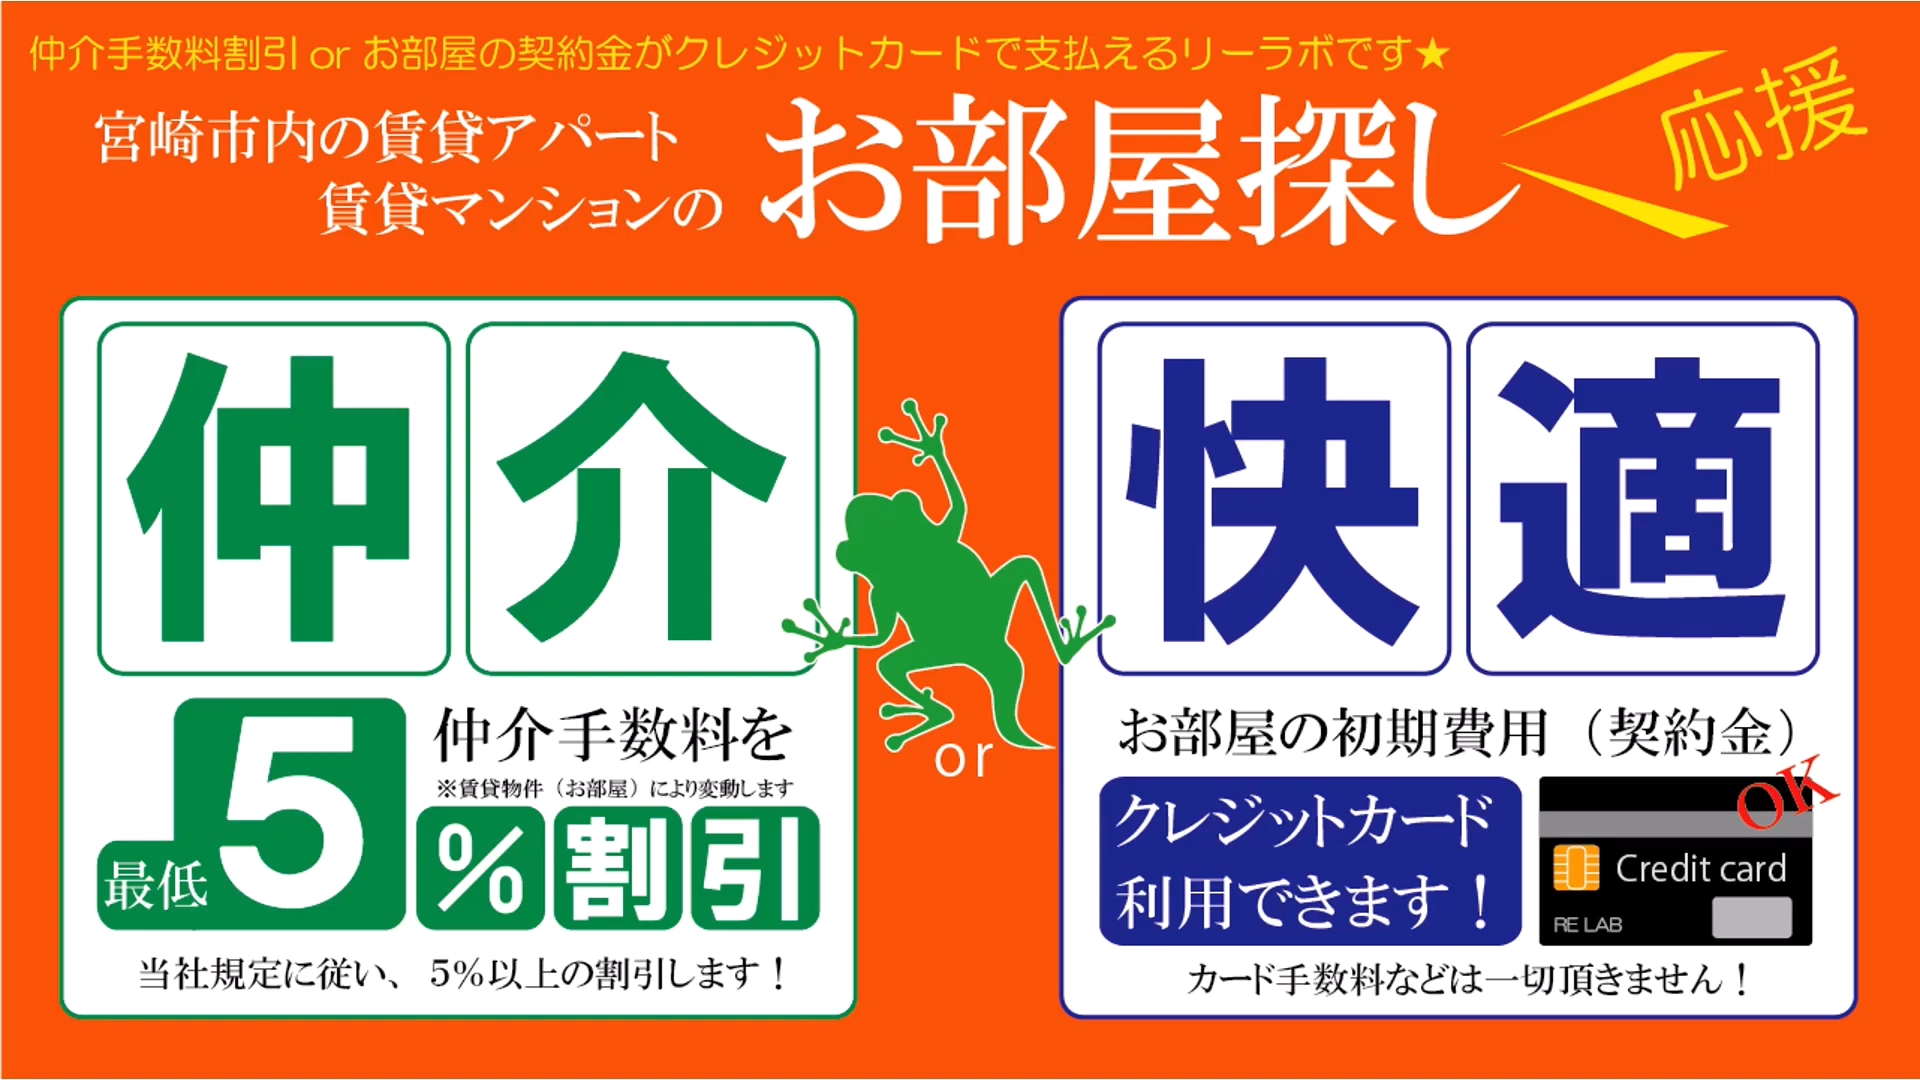 仲介手数料割引 or お部屋の契約金がクレジットカードで支払えるリーラボです★
宮崎市内の賃貸アパート
賃貸マンションの
お部屋探し
応援
仲介
最低5%割引
仲介手数料を
※賃貸物件（お部屋）により変動します
当社規定に従い、5%以上の割引します！
or
快適
お部屋の初期費用（契約金）
クレジットカード
利用できます！
OK
Credit card
RE LAB
カード手数料などは一切頂きません！